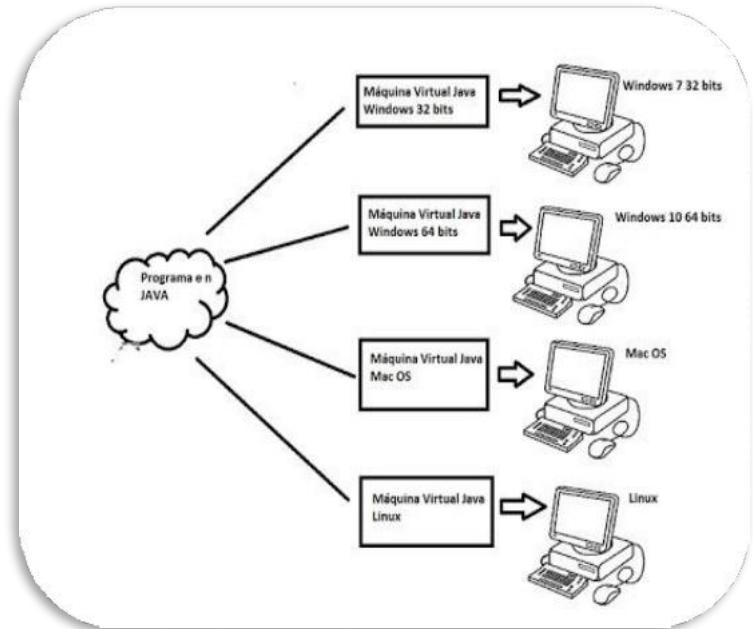 Máquina Virtual Java
Windows 32 bits
Windows 7 32 bits
Máquina Virtual Java
Windows 64 bits
Windows 10 64 bits
Programa e n
JAVA
Máquina Virtual Java
Mac OS
Mac OS
Máquina Virtual Java
Linux
Linux